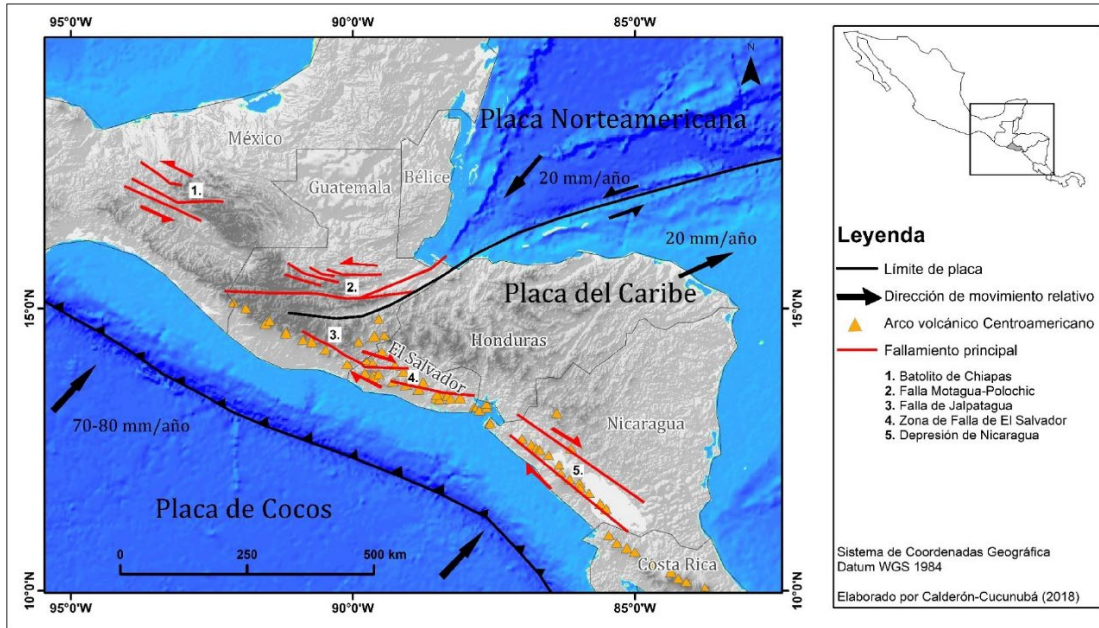 95°0'W
90°0'W
85°0'W
N
Placa Norteamericana
México
20 mm/año
Guatemala
Bélice
1.
20 mm/año
2.
Placa del Caribe
15°0'N
15°0'N
3.
Honduras
El Salvador
4.
70-80 mm/año
Nicaragua
5.
Placa de Cocos
0
250
500 km
Costa Rica
10°0'N
10°0'N
95°0'W
90°0'W
85°0'W
Leyenda
Límite de placa
Dirección de movimiento relativo
Arco volcánico Centroamericano
Fallamiento principal
1. Batolito de Chiapas
2. Falla Motagua-Polochic
3. Falla de Jalpatagua
4. Zona de Falla de El Salvador
5. Depresión de Nicaragua
Sistema de Coordenadas Geográfica
Datum WGS 1984
Elaborado por Calderón-Cucunubá (2018)